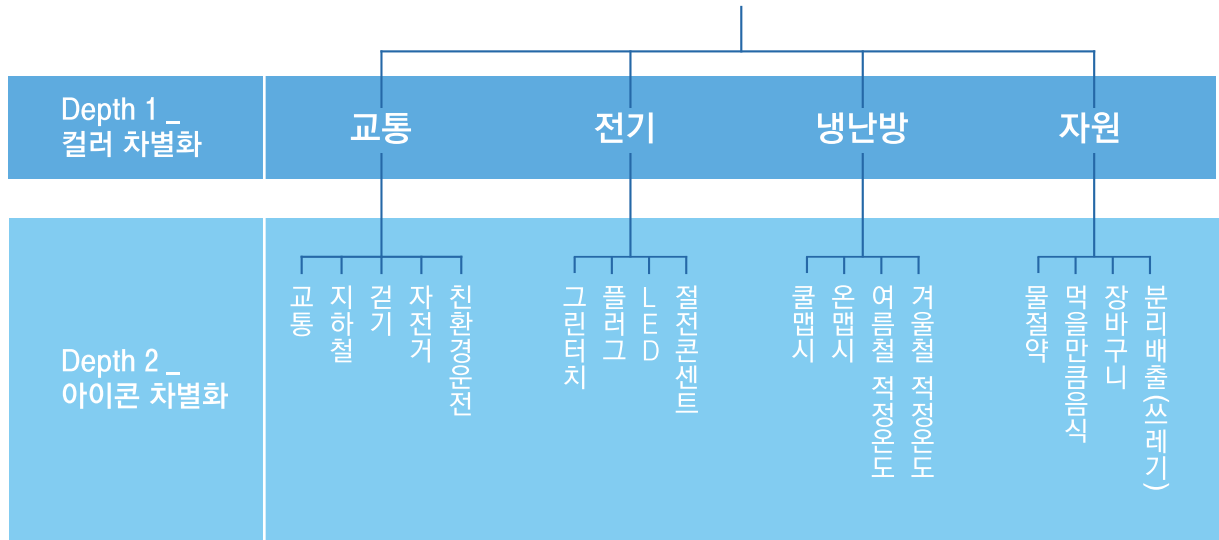 Depth 1 _
컬러 차별화
교통
전기
냉난방
자원
Depth 2 _
아이콘 차별화
교통
지하철
걷기
자전거
친환경운전
그린터치
플러그
LED
절전콘센트
쿨맵시
온맵시
여름철 적정온도
겨울철 적정온도
물절약
먹을만큼음식
장바구니
분리배출(쓰레기)